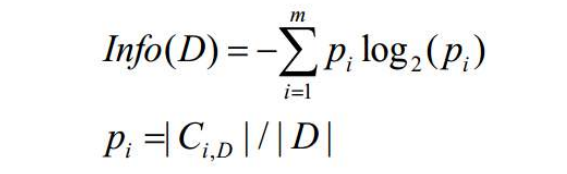 Info(D) = -∑_{i=1}^{m} p_i log_2(p_i)
p_i =| C_{i,D} | / | D |